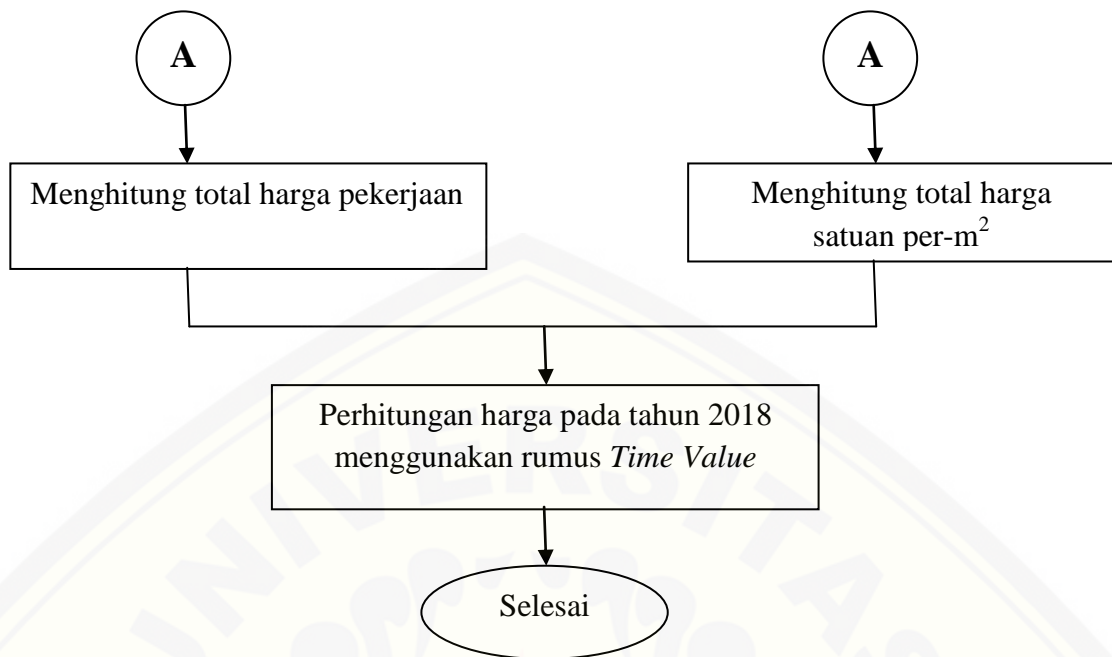 A
A
Menghitung total harga pekerjaan
Menghitung total harga
satuan per-m²
Perhitungan harga pada tahun 2018
menggunakan rumus Time Value
Selesai
UNIVERSITAS